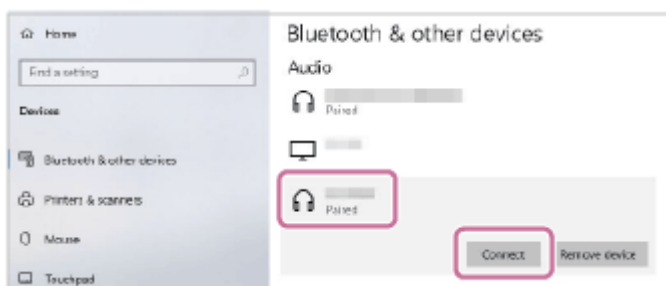 Home
Find a setting
Devices
Bluetooth & other devices
Printers & scanners
Mouse
Touchpad
Bluetooth & other devices
Audio
Paired
Paired
Connect Remove device